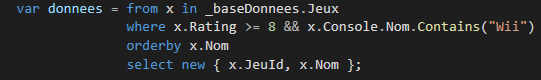 var donnees = from x in _baseDonnees.Jeux
where x.Rating >= 8 && x.Console.Nom.Contains("Wii")
orderby x.Nom
select new { x.JeuId, x.Nom };